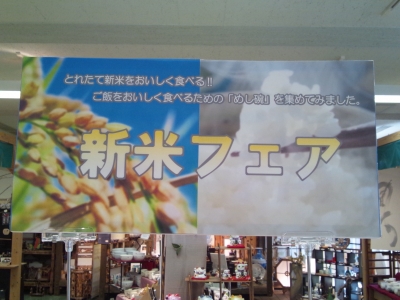 とれたて新米をおいしく食べる!!
ご飯をおいしく食べるための「めし碗」を集めてみました。
新米フェア